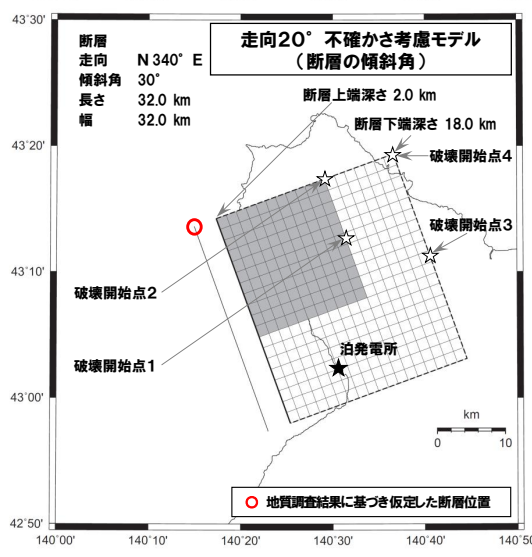 走向20°不確かさ考慮モデル
（断層の傾斜角）
断層
走向 N 340° E
傾斜角 30°
長さ 32.0 km
幅 32.0 km
断層上端深さ 2.0 km
断層下端深さ 18.0 km
破壊開始点4
破壊開始点3
破壊開始点2
破壊開始点1
泊発電所
km
0 10
地質調査結果に基づき仮定した断層位置
43°30'
43°20'
43°10'
43°00'
42°50'
140°00' 140°10' 140°20' 140°30' 140°40' 140°50'